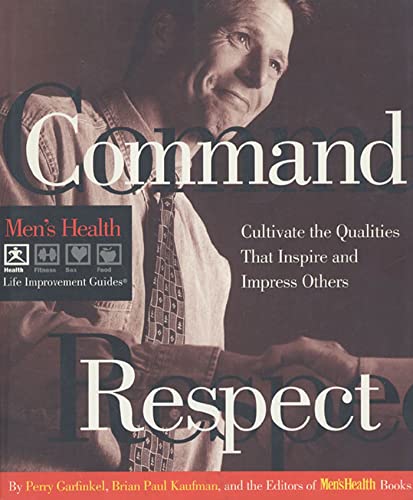 Command
Men's Health
Health Fitness Sex Food
Life Improvement Guides®
Cultivate the Qualities
That Inspire and
Impress Others
Respect
By Perry Garfinkel, Brian Paul Kaufman, and the Editors of Men'sHealth Books